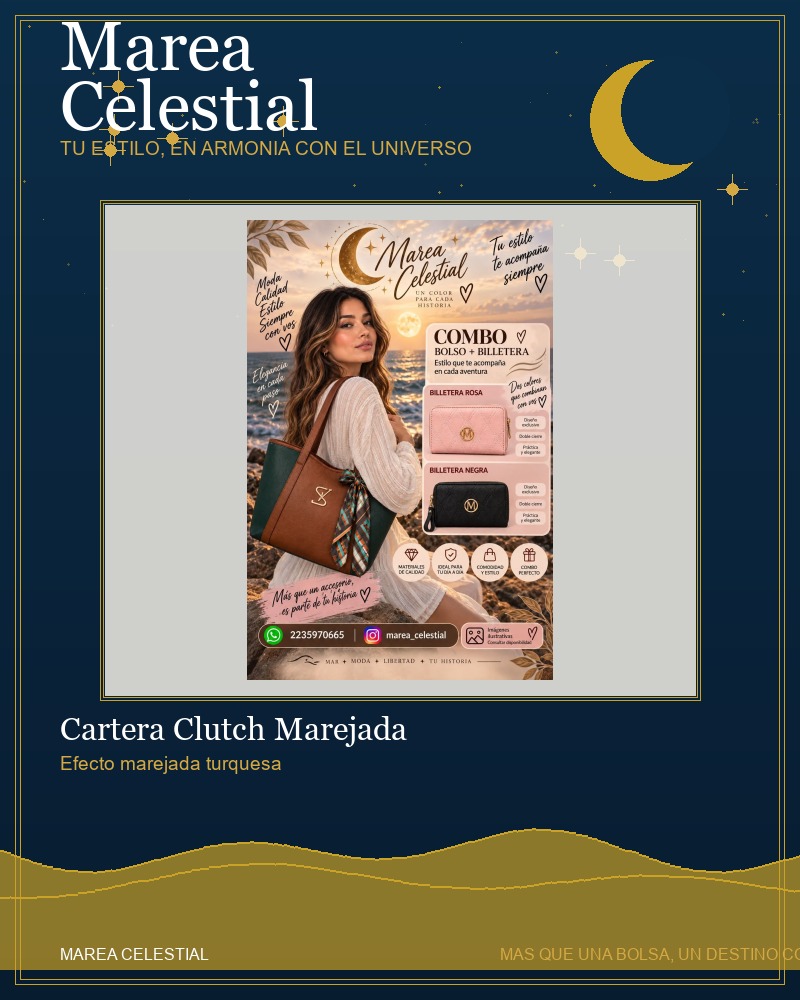 Marea
Celestial
TU ESTILO, EN ARMONIA CON EL UNIVERSO
Marea
Celestial
UN COLOR
PARA CADA
HISTORIA
Tu estilo
te acompaña
siempre
Moda
Calidad
Estilo
Siempre
con vos
Elegancia
en cada
paso
COMBO
BOLSO + BILLETERA
Estilo que te acompaña
en cada aventura
Dos colores
que combinan
con vos
BILLETERA ROSA
M
Diseño
exclusivo
Doble cierre
Práctica
y elegante
BILLETERA NEGRA
M
Diseño
exclusivo
Doble cierre
Práctica
y elegante
MATERIALES
DE CALIDAD
IDEAL PARA
TU DÍA A DÍA
COMODIDAD
Y ESTILO
COMBO
PERFECTO
Más que un accesorio,
es parte de tu historia
2235970665
marea_celestial
Imágenes
ilustrativas
Consultar disponibilidad
MAR + MODA + LIBERTAD + TU HISTORIA
Cartera Clutch Marejada
Efecto marejada turquesa
MAREA CELESTIAL
MAS QUE UNA BOLSA, UN DESTINO CO